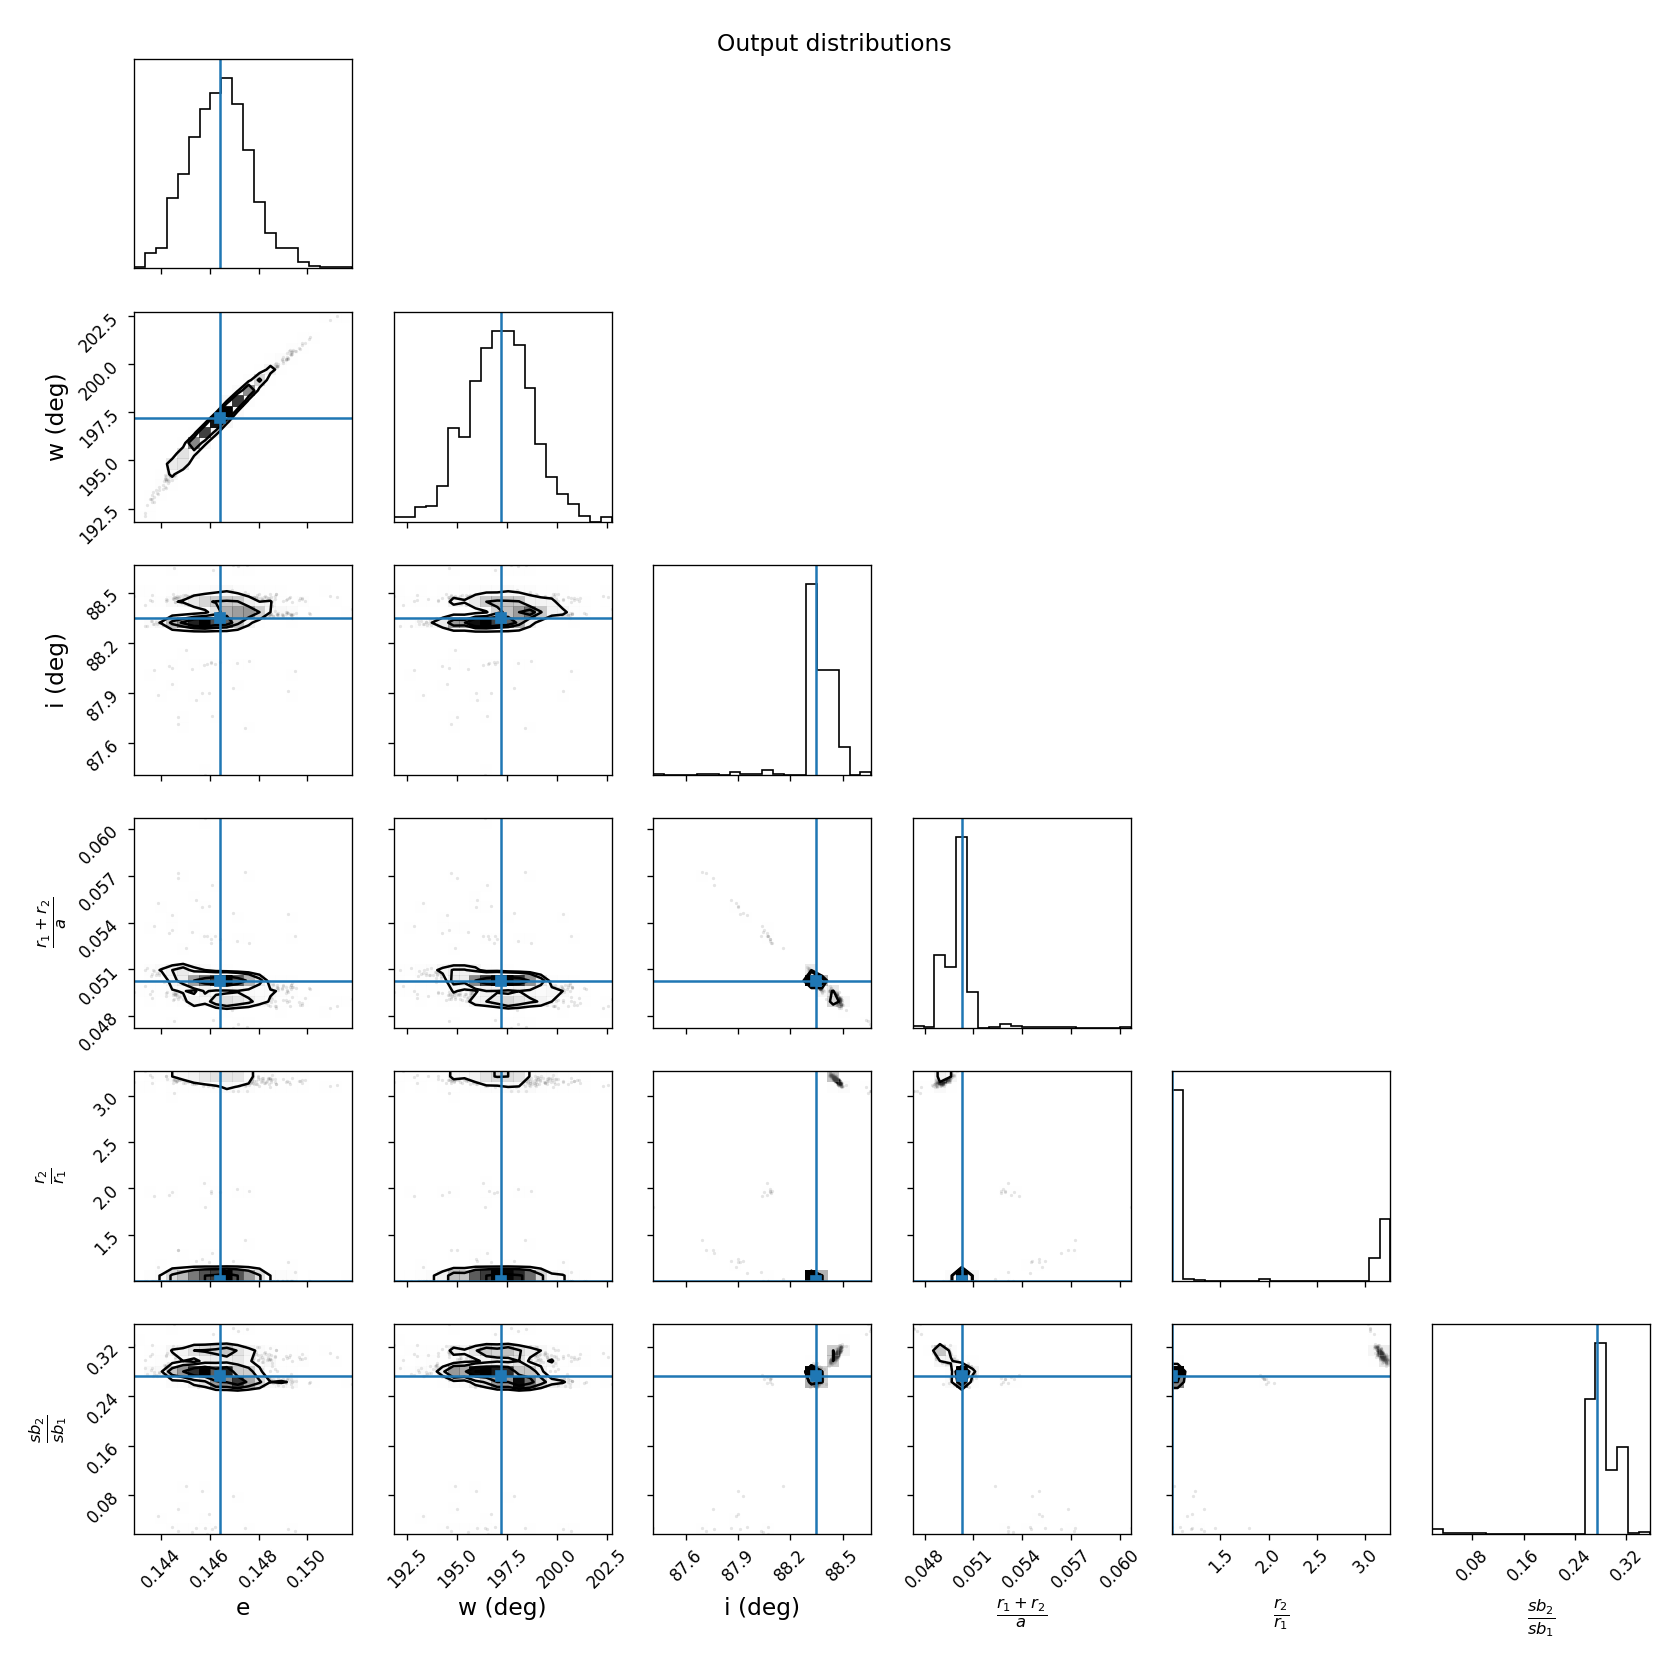 Output distributions
202.5
200.0
197.5
195.0
192.5
w (deg)
88.5
88.2
87.9
87.6
i (deg)
0.060
0.057
0.054
0.051
0.048
r₁ + r₂
a
3.0
2.5
2.0
1.5
r₂
r₁
0.32
0.24
0.16
0.08
sb₂
sb₁
0.144 0.146 0.148 0.150
192.5 195.0 197.5 200.0 202.5
87.6 87.9 88.2 88.5
0.048 0.051 0.054 0.057 0.060
1.5 2.0 2.5 3.0
0.08 0.16 0.24 0.32
e
w (deg)
i (deg)
r₁ + r₂
a
r₂
r₁
sb₂
sb₁